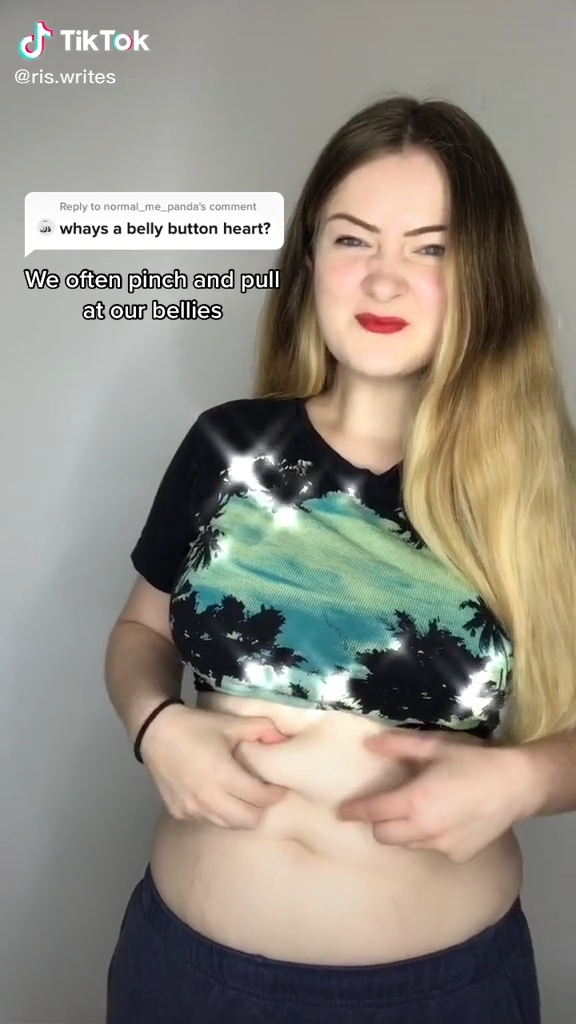 TikTok
@ris.writes
Reply to normal_me_panda's comment
whays a belly button heart?
We often pinch and pull
at our bellies